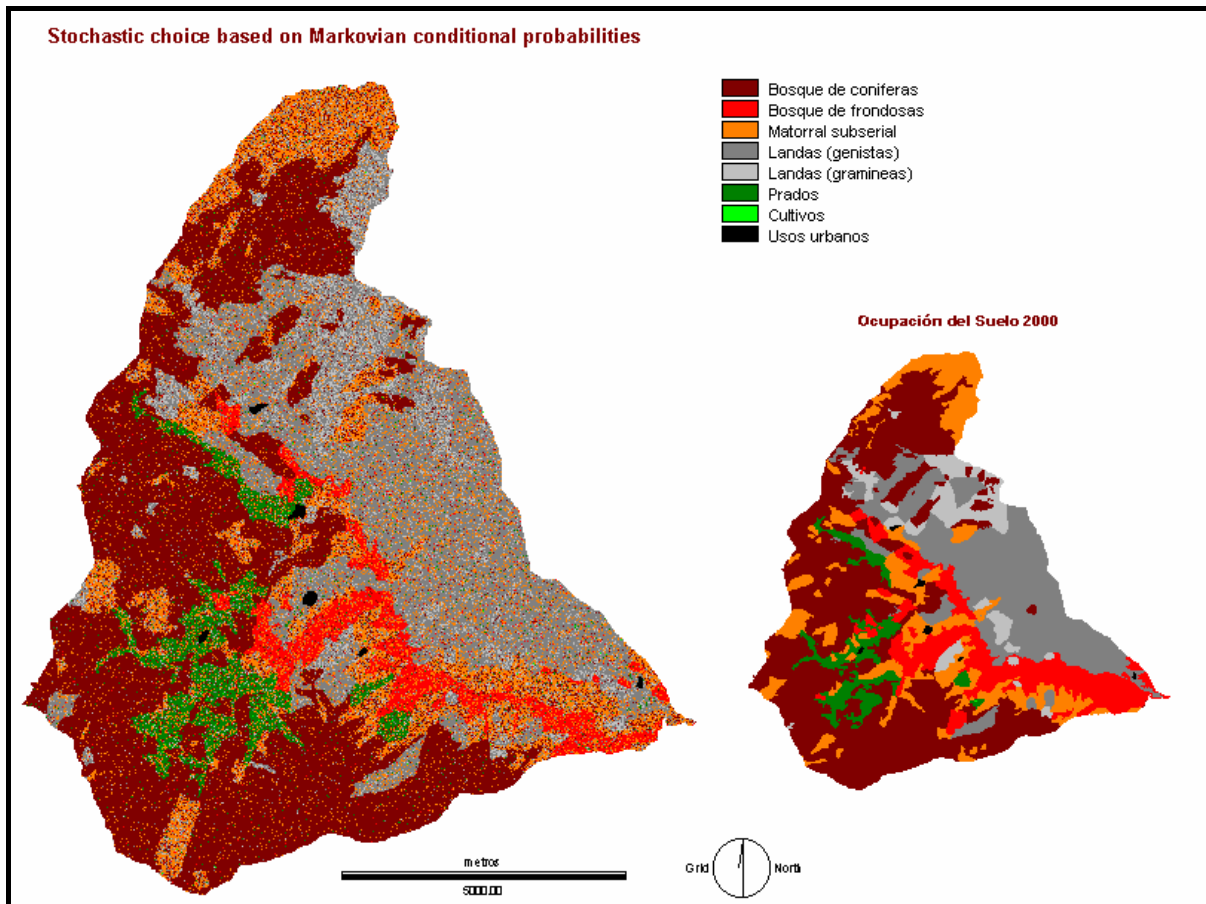 Stochastic choice based on Markovian conditional probabilities
Bosque de coniferas
Bosque de frondosas
Matorral subserial
Landas (genistas)
Landas (gramineas)
Prados
Cultivos
Usos urbanos
Ocupación del Suelo 2000
metros
5000.00
Grid North